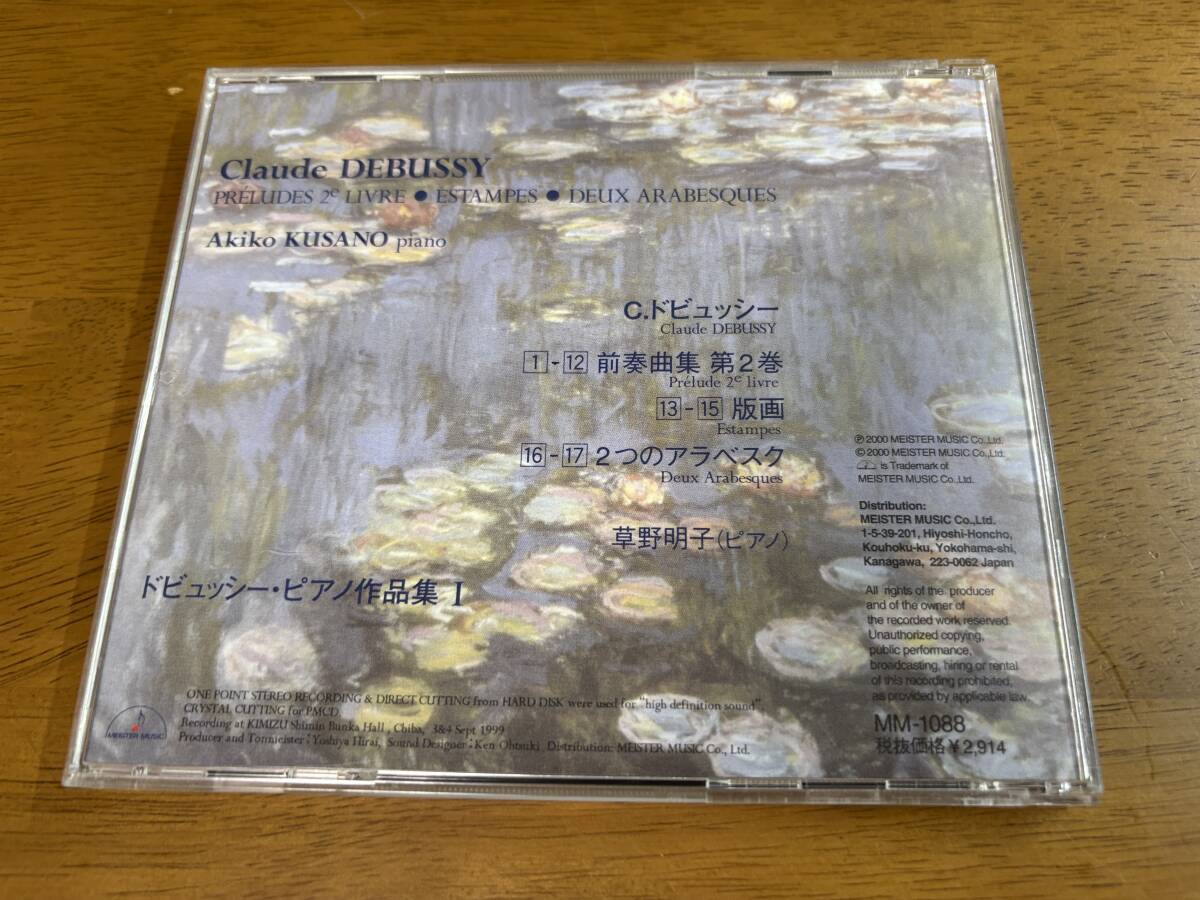 Claude DEBUSSY
PRÉLUDES 2e LIVRE ● ESTAMPES ● DEUX ARABESQUES
Akiko KUSANO piano
C.ドビュッシー
Claude DEBUSSY
1-12 前奏曲集 第2巻
Prélude 2e livre
13-15 版画
Estampes
16-17 2つのアラベスク
Deux Arabesques
草野明子(ピアノ)
ドビュッシー・ピアノ作品集 I
Ⓟ 2000 MEISTER MUSIC Co.,Ltd.
© 2000 MEISTER MUSIC Co.,Ltd.
is Trademark of
MEISTER MUSIC Co.,Ltd.
Distribution:
MEISTER MUSIC Co.,Ltd.
1-5-39-201, Hiyoshi-Honcho,
Kouhoku-ku, Yokohama-shi,
Kanagawa, 223-0062 Japan
All rights of the producer
and of the owner of
the recorded work reserved.
Unauthorized copying,
public performance,
broadcasting, hiring or rental
of this recording prohibited,
as provided by applicable law.
MM-1088
税抜価格¥2,914
ONE POINT STEREO RECORDING & DIRECT CUTTING from HARD DISK were used for "high definition sound".
CRYSTAL CUTTING for PMCD.
Recording at KIMIZU Shimin Bunka Hall, Chiba, 3&4 Sept 1999
Producer and Tonmeister : Yoshiya Hirai, Sound Designer : Ken Ohtsuki Distribution: MEISTER MUSIC Co., Ltd.
MEISTER MUSIC